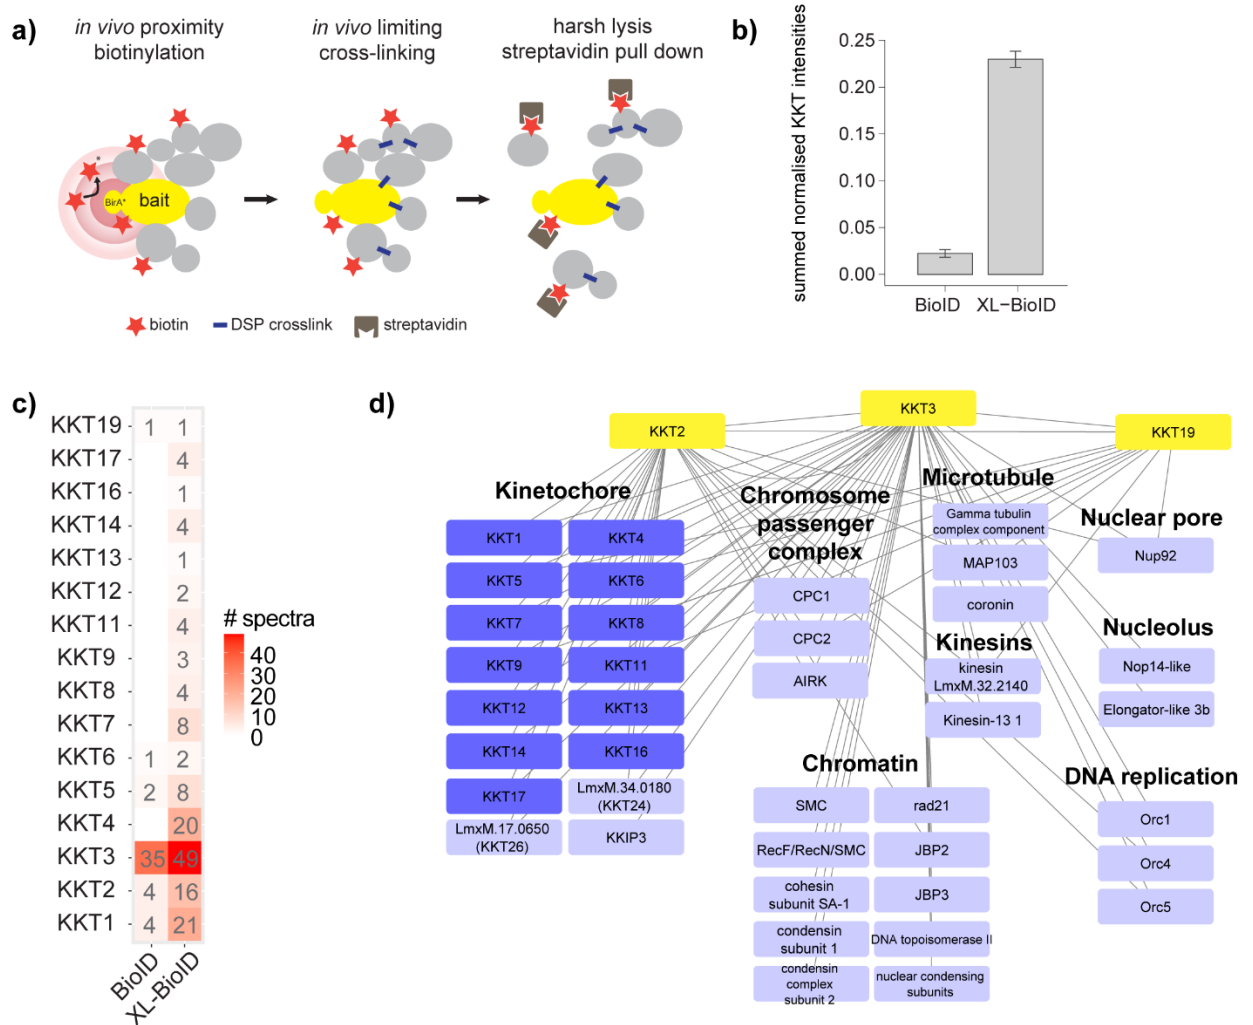 a)
in vivo proximity
biotinylation
in vivo limiting
cross-linking
harsh lysis
streptavidin pull down
*
BirA*
bait
biotin
DSP crosslink
streptavidin
b)
summed normalised KKT intensities
0.25
0.20
0.15
0.10
0.05
0.00
BioID
XL-BioID
c)
KKT19 1 1
KKT17 4
KKT16 1
KKT14 4
KKT13 1
KKT12 2
KKT11 4
KKT9 3
KKT8 4
KKT7 8
KKT6 1 2
KKT5 2 8
KKT4 20
KKT3 35 49
KKT2 4 16
KKT1 4 21
BioID
XL-BioID
# spectra
40
30
20
10
0
d)
KKT2
KKT3
KKT19
Kinetochore
KKT1
KKT4
KKT5
KKT6
KKT7
KKT8
KKT9
KKT11
KKT12
KKT13
KKT14
KKT16
KKT17
LmxM.34.0180
(KKT24)
LmxM.17.0650
(KKT26)
KKIP3
Chromosome
passenger
complex
CPC1
CPC2
AIRK
Microtubule
Gamma tubulin
complex component
MAP103
coronin
Kinesins
kinesin
LmxM.32.2140
Kinesin-13 1
Nuclear pore
Nup92
Nucleolus
Nop14-like
Elongator-like 3b
Chromatin
SMC
rad21
RecF/RecN/SMC
JBP2
cohesin
subunit SA-1
JBP3
condensin
subunit 1
DNA topoisomerase II
condensin
complex
subunit 2
nuclear condensing
subunits
DNA replication
Orc1
Orc4
Orc5